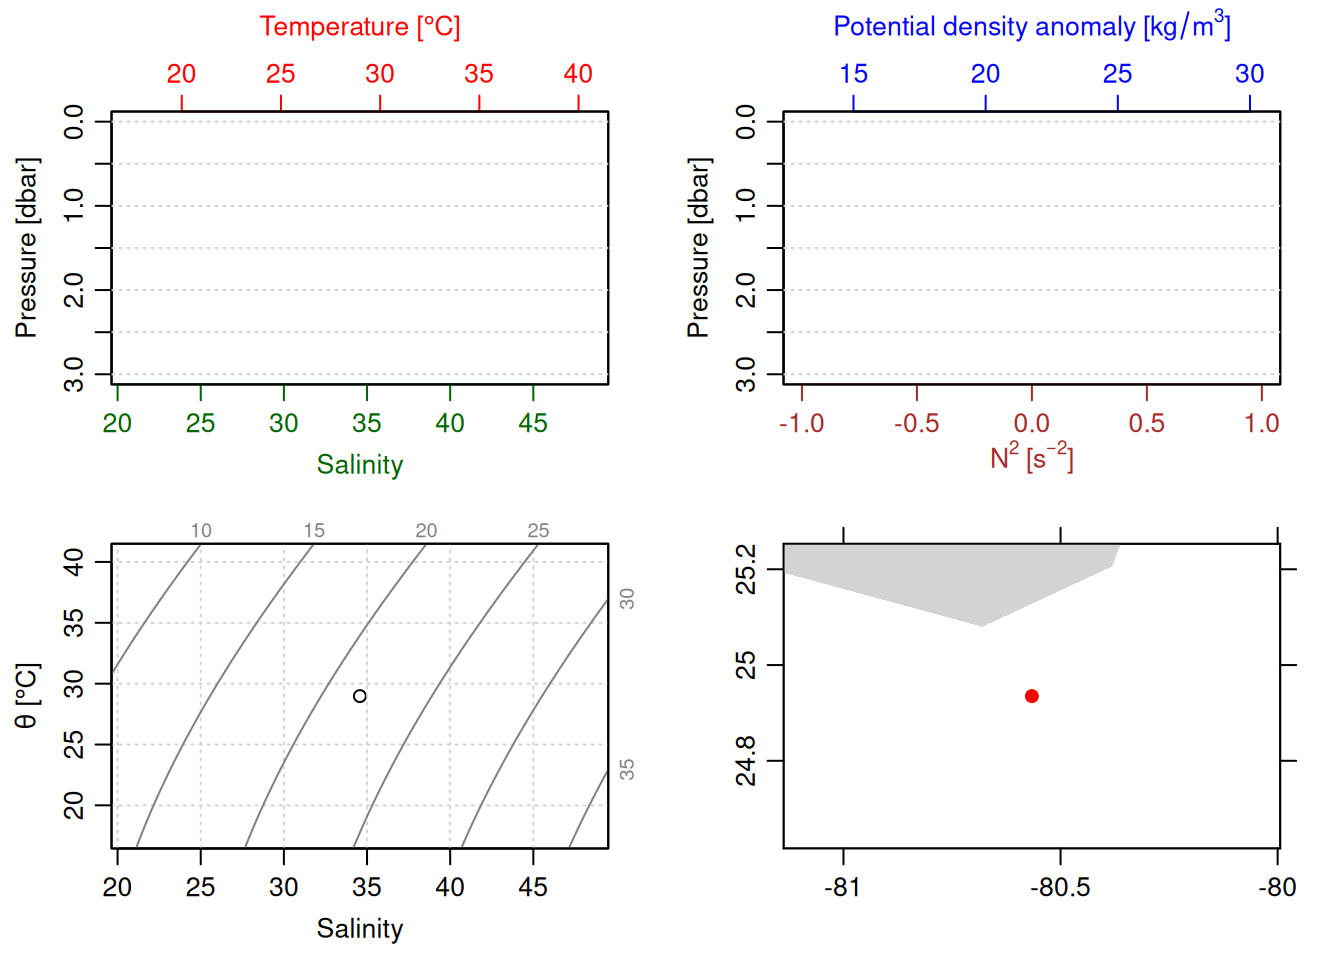 Temperature [°C]
20 25 30 35 40
Pressure [dbar]
0.0 1.0 2.0 3.0
20 25 30 35 40 45
Salinity
Potential density anomaly [kg/m³]
15 20 25 30
Pressure [dbar]
0.0 1.0 2.0 3.0
-1.0 -0.5 0.0 0.5 1.0
N² [s⁻²]
10 15 20 25
30
35
θ [°C]
40 35 30 25 20
20 25 30 35 40 45
Salinity
25.2
25
24.8
-81 -80.5 -80